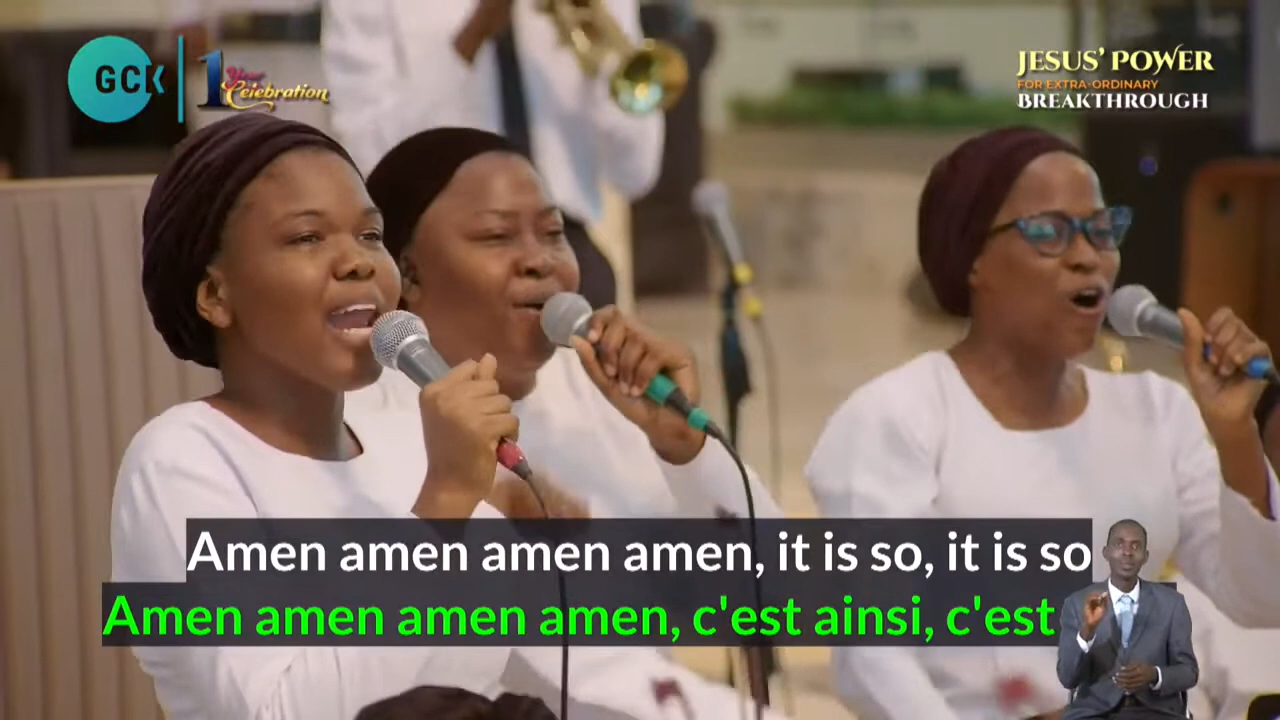 GCK
1 Year
Celebration
JESUS' POWER
FOR EXTRA-ORDINARY
BREAKTHROUGH
Amen amen amen amen, it is so, it is so
Amen amen amen amen, c'est ainsi, c'est